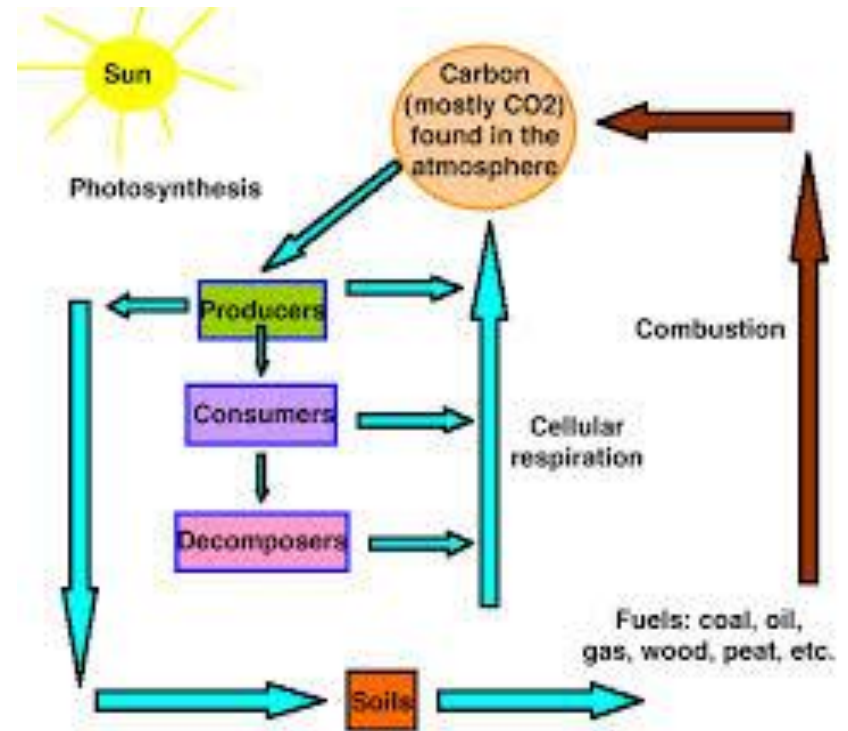 Sun
Carbon
(mostly CO2)
found in the
atmosphere
Photosynthesis
Producers
Combustion
Consumers
Cellular
respiration
Decomposers
Fuels: coal, oil,
gas, wood, peat, etc.
Soils